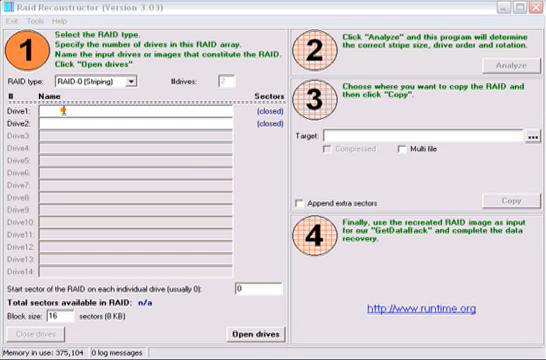 Raid Reconstructor (Version 3.03)
Exit Tools Help
1
Select the RAID type.
Specify the number of drives in this RAID array.
Name the input drives or images that constitute the RAID.
Click "Open drives"
RAID type: RAID-0 (Striping) #drives: 2
# Name Sectors
Drive1: (closed)
Drive2: (closed)
Drive3:
Drive4:
Drive5:
Drive6:
Drive7:
Drive8:
Drive9:
Drive10:
Drive11:
Drive12:
Drive13:
Drive14:
Start sector of the RAID on each individual drive (usually 0): 0
Total sectors available in RAID: n/a
Block size: 16 sectors (8 KB)
Close drives Open drives
2
Click "Analyze" and this program will determine
the correct stripe size, drive order and rotation.
Analyze
3
Choose where you want to copy the RAID and
then click "Copy".
Target: ...
Compressed Multi file
Append extra sectors Copy
4
Finally, use the recreated RAID image as input
for our "GetDataBack" and complete the data
recovery.
http://www.runtime.org
Memory in use: 375,104 0 log messages